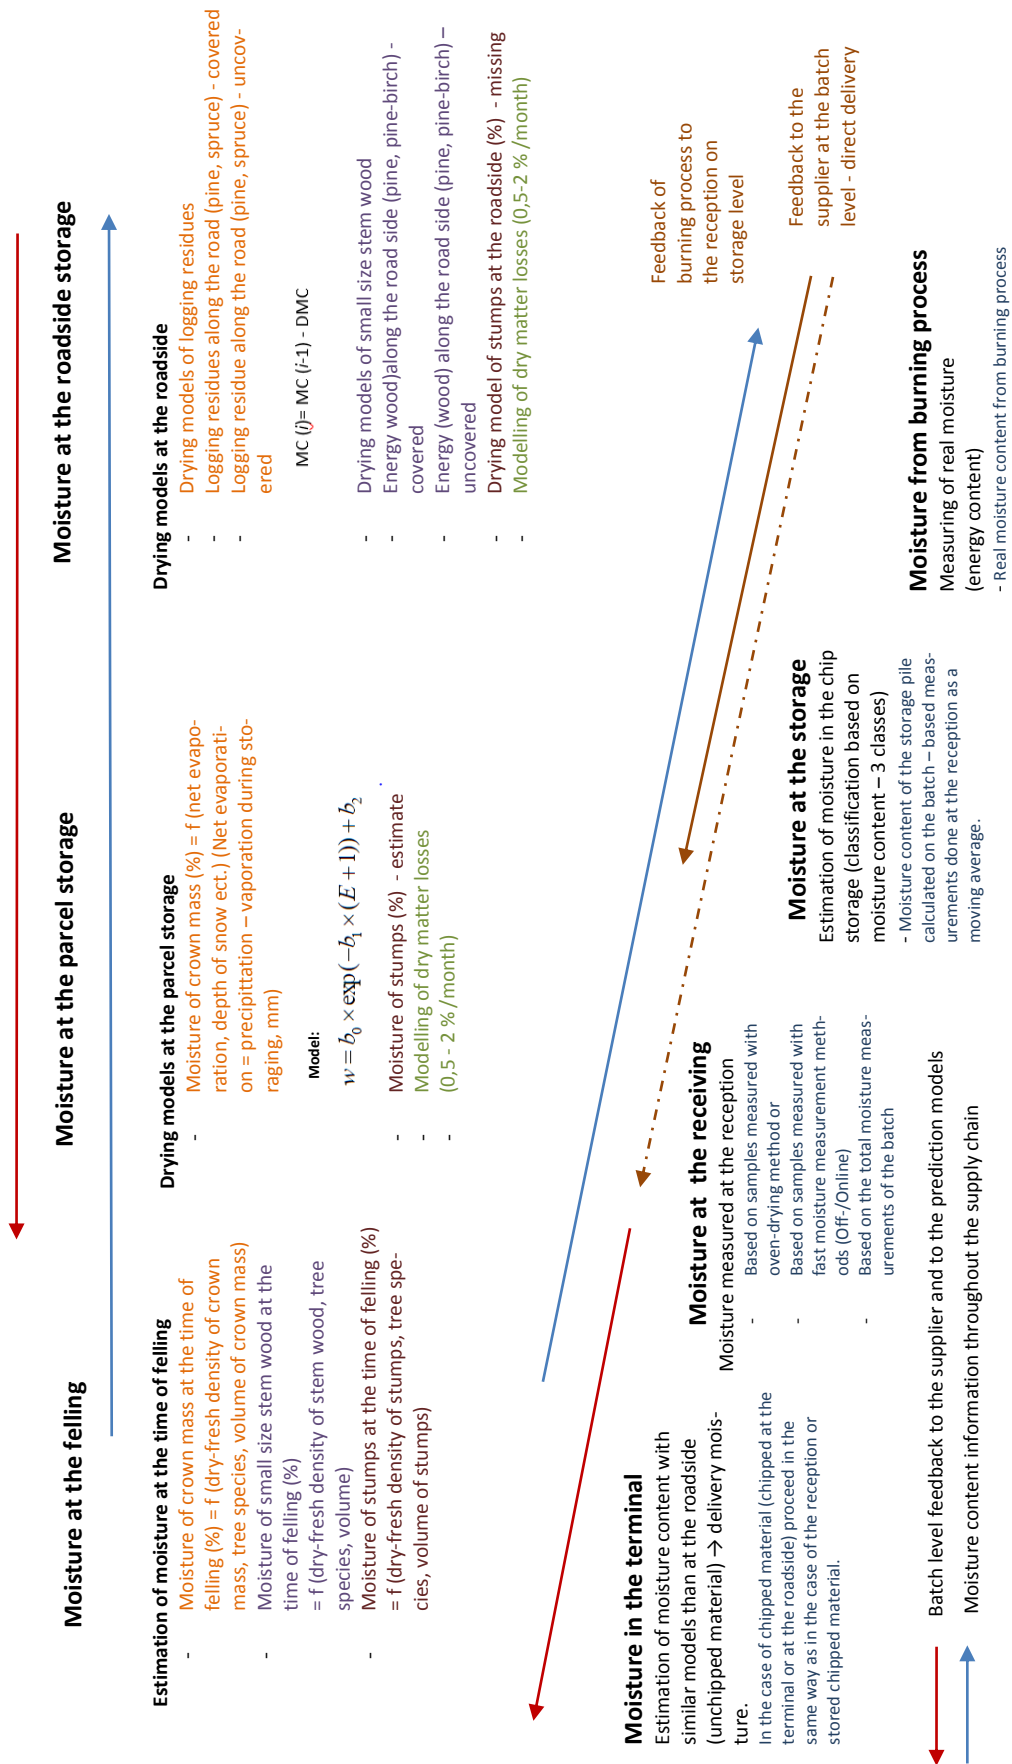 Moisture at the felling
Moisture at the parcel storage
Moisture at the roadside storage
Estimation of moisture at the time of felling
- Moisture of crown mass at the time of
felling (%) = f (dry-fresh density of crown
mass, tree species, volume of crown mass)
- Moisture of small size stem wood at the
time of felling (%)
= f (dry-fresh density of stem wood, tree
species, volume)
- Moisture of stumps at the time of felling (%)
= f (dry-fresh density of stumps, tree spe-
cies, volume of stumps)
Drying models at the parcel storage
- Moisture of crown mass (%) = f (net evapo-
ration, depth of snow ect.) (Net evaporati-
on = precipittation – vaporation during sto-
raging, mm)
Model:
w = b0 × exp(−b1 × (E + 1)) + b2
- Moisture of stumps (%) - estimate
- Modelling of dry matter losses
- (0,5 - 2 % /month)
Drying models at the roadside
- Drying models of logging residues
- Logging residues along the road (pine, spruce) - covered
- Logging residue along the road (pine, spruce) - uncov-
ered
MC (i)= MC (i-1) - DMC
- Drying models of small size stem wood
- Energy wood)along the road side (pine, pine-birch) -
covered
- Energy (wood) along the road side (pine, pine-birch) –
uncovered
- Drying model of stumps at the roadside (%) - missing
- Modelling of dry matter losses (0,5-2 % /month)
Moisture in the terminal
Estimation of moisture content with
similar models than at the roadside
(unchipped material) → delivery mois-
ture.
In the case of chipped material (chipped at the
terminal or at the roadside) proceed in the
same way as in the case of the reception or
stored chipped material.
Moisture at the receiving
Moisture measured at the reception
- Based on samples measured with
oven-drying method or
- Based on samples measured with
fast moisture measurement meth-
ods (Off-/Online)
- Based on the total moisture meas-
urements of the batch
Moisture at the storage
Estimation of moisture in the chip
storage (classification based on
moisture content – 3 classes)
- Moisture content of the storage pile
calculated on the batch – based meas-
urements done at the reception as a
moving average.
Feedback of
burning process to
the reception on
storage level
Feedback to the
supplier at the batch
level - direct delivery
Moisture from burning process
Measuring of real moisture
(energy content)
- Real moisture content from burning process
Batch level feedback to the supplier and to the prediction models
Moisture content information throughout the supply chain